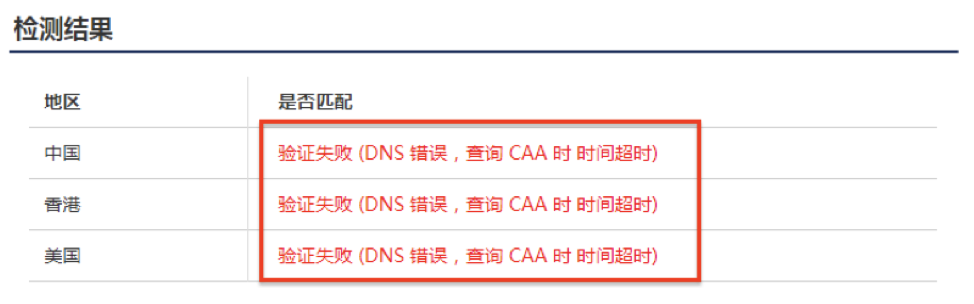 检测结果
地区 是否匹配
中国 验证失败 (DNS 错误，查询 CAA 时 时间超时)
香港 验证失败 (DNS 错误，查询 CAA 时 时间超时)
美国 验证失败 (DNS 错误，查询 CAA 时 时间超时)